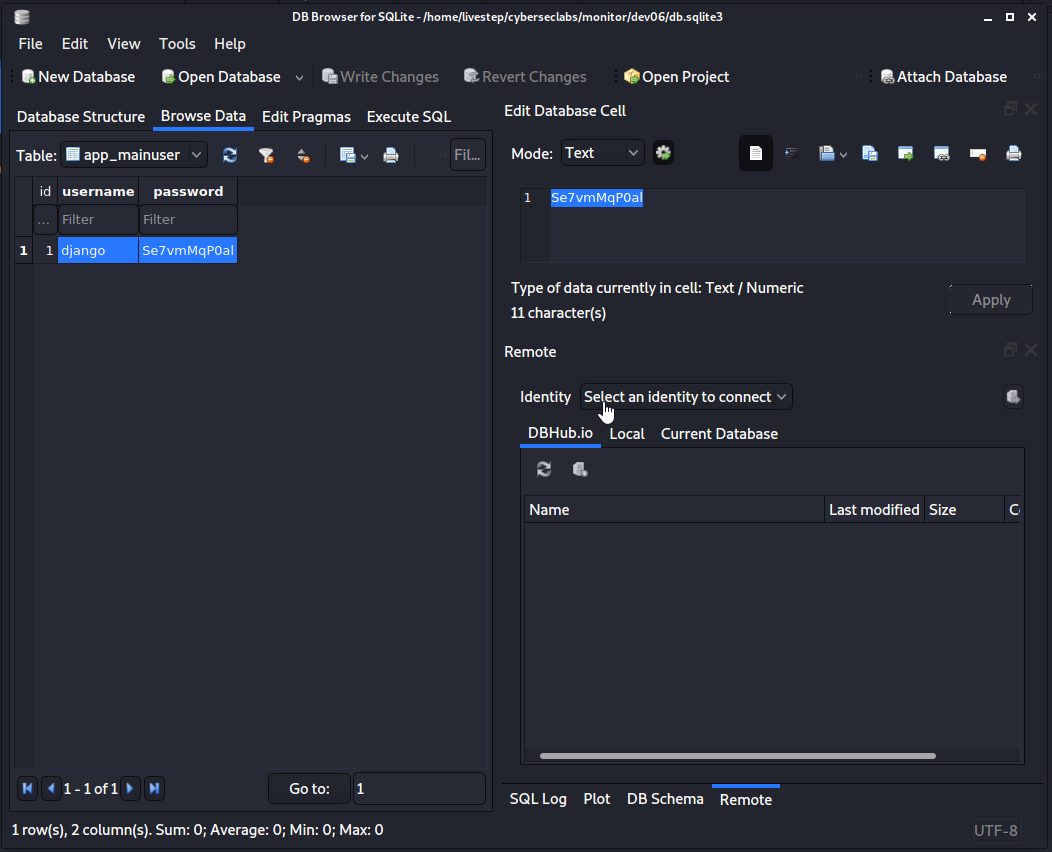 DB Browser for SQLite - /home/livestep/cyberseclabs/monitor/dev06/db.sqlite3
File Edit View Tools Help
New Database Open Database Write Changes Revert Changes Open Project Attach Database
Database Structure Browse Data Edit Pragmas Execute SQL
Table: app_mainuser Fil...
id username password
... Filter Filter
1 1 django Se7vmMqP0al
1 - 1 of 1 Go to: 1
Edit Database Cell
Mode: Text
1 Se7vmMqP0al
Type of data currently in cell: Text / Numeric
11 character(s)
Apply
Remote
Identity Select an identity to connect
DBHub.io Local Current Database
Name Last modified Size
SQL Log Plot DB Schema Remote
1 row(s), 2 column(s). Sum: 0; Average: 0; Min: 0; Max: 0 UTF-8